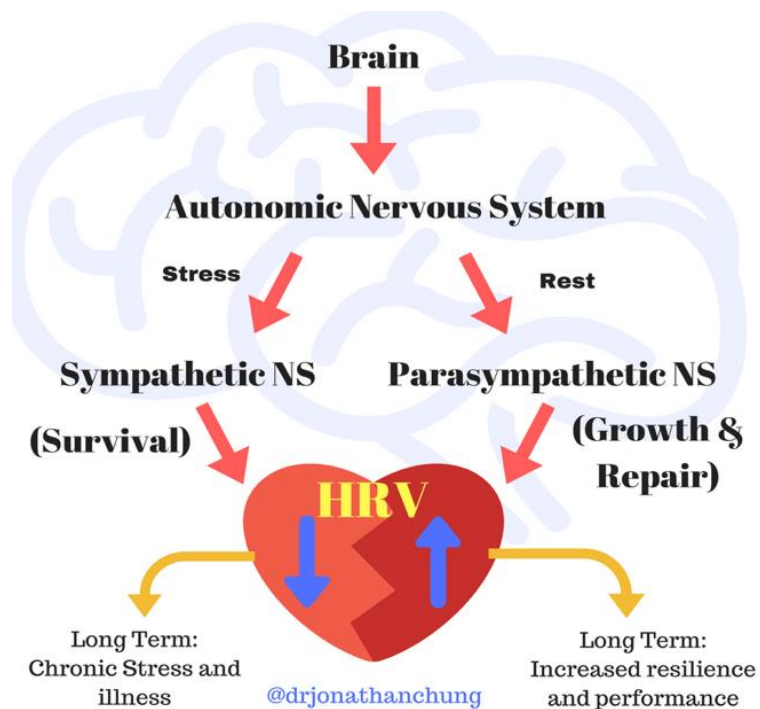 Brain
Autonomic Nervous System
Stress
Rest
Sympathetic NS
Parasympathetic NS
(Survival)
(Growth &
Repair)
HRV
Long Term:
Chronic Stress and
illness
Long Term:
Increased resilience
and performance
@drjonathanchung